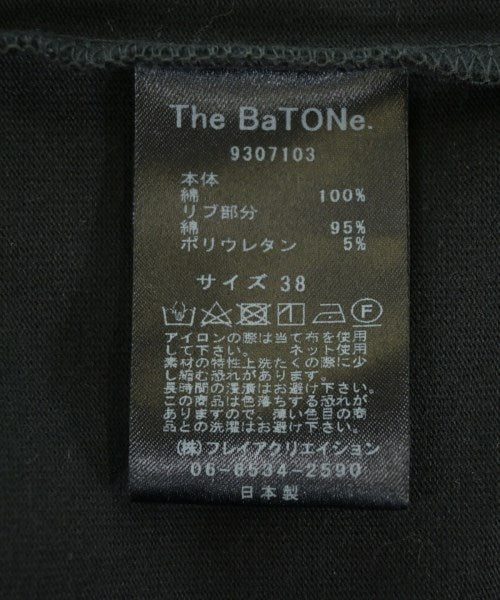 The BaTONe.
9307103
本体
綿 100%
リブ部分
綿 95%
ポリウレタン 5%
サイズ 38
F
アイロンの際は当て布を使用
して下さい。 ネット使用
素材の特性上洗たくの際に少
し縮む恐れがあります。
長時間の浸漬はお避け下さい。
この商品は色落ちする恐れが
ありますので、薄い色目の商
品との洗濯はお避け下さい。
(株)フレイアクリエイション
06-6534-2590
日本製